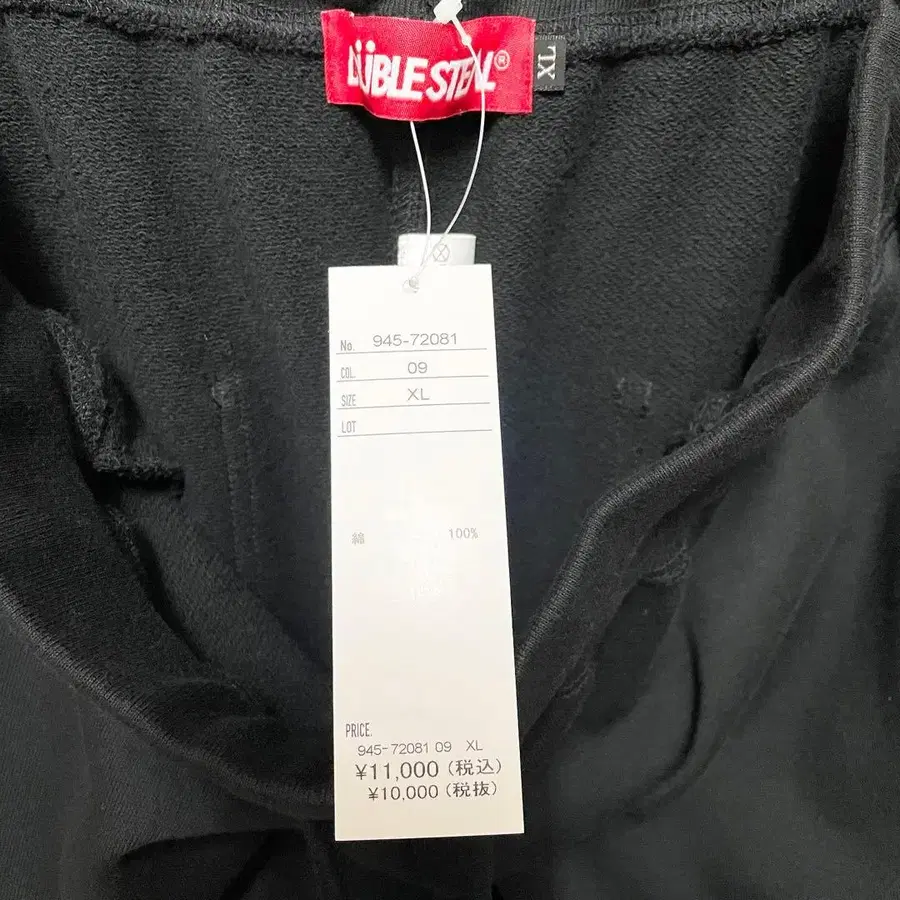 DÜBLE STEAL®
XL
No. 945-72081
COL. 09
SIZE XL
LOT
綿 100%
PRICE.
945-72081 09 XL
¥11,000(税込)
¥10,000(税抜)